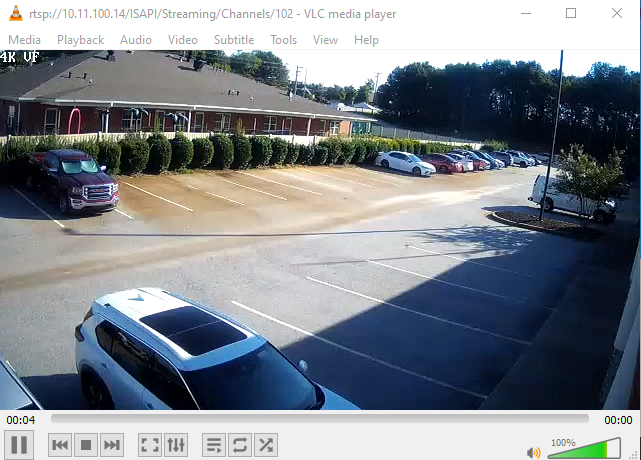 rtsp://10.11.100.14/ISAPI/Streaming/Channels/102 - VLC media player
Media Playback Audio Video Subtitle Tools View Help
4K VF
00:04 00:00
100%